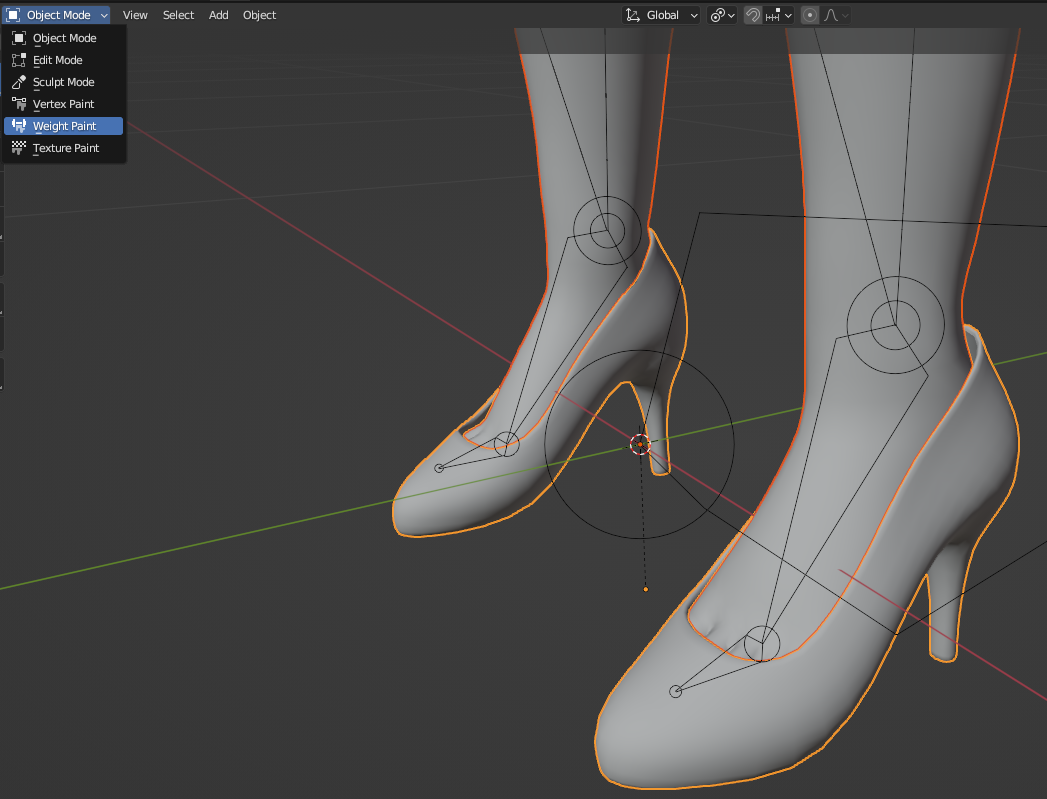 Object Mode View Select Add Object Global
Object Mode
Edit Mode
Sculpt Mode
Vertex Paint
Weight Paint
Texture Paint